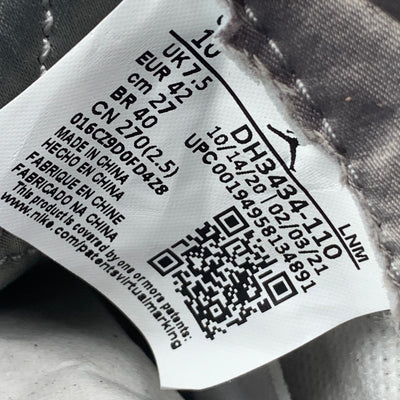 10
UK 7.5
EUR 42
cm 27
BR 40
CN 270(2.5)
016CZ9D0FD4Z8
MADE IN CHINA
HECHO EN CHINA
FABRIQUE EN CHINE
FABRICADO NA CHINA
This product is covered by one or more patents:
www.nike.com/patentsvirtualmarking
DH3434-110
LNM
10/14/20 | 02/03/21
UPC 00194958134891